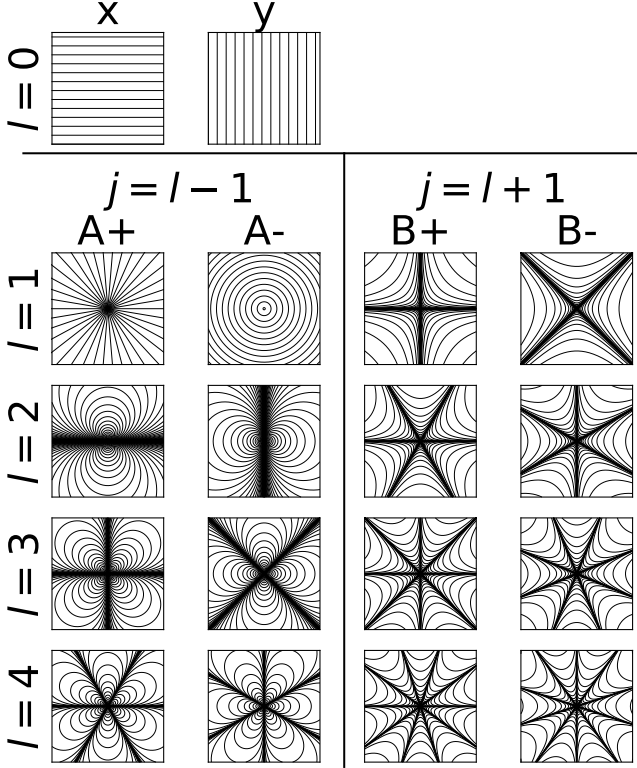 x y
l = 0
j = l − 1 j = l + 1
A+ A- B+ B-
l = 1
l = 2
l = 3
l = 4